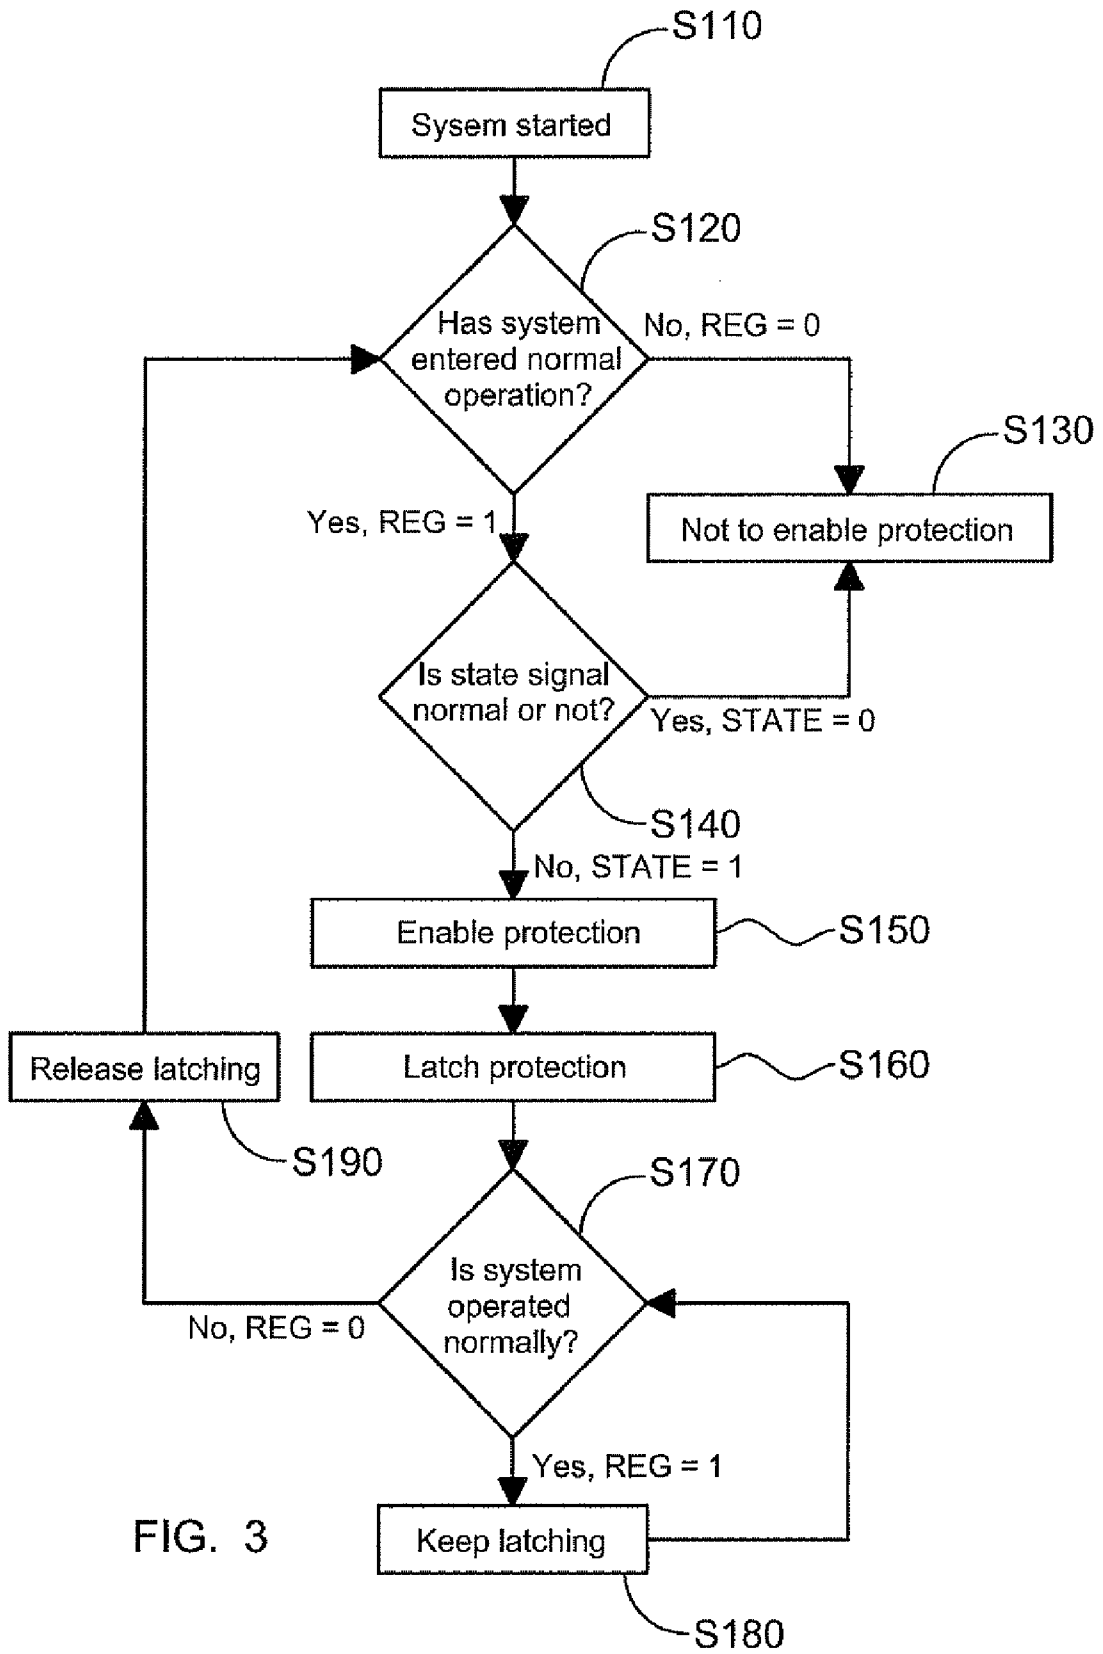 S110
Sysem started
S120
Has system
entered normal
operation?
No, REG = 0
S130
Not to enable protection
Yes, REG = 1
Is state signal
normal or not?
Yes, STATE = 0
S140
No, STATE = 1
Enable protection
S150
Release latching
Latch protection
S160
S190
S170
Is system
operated
normally?
No, REG = 0
Yes, REG = 1
Keep latching
FIG. 3
S180